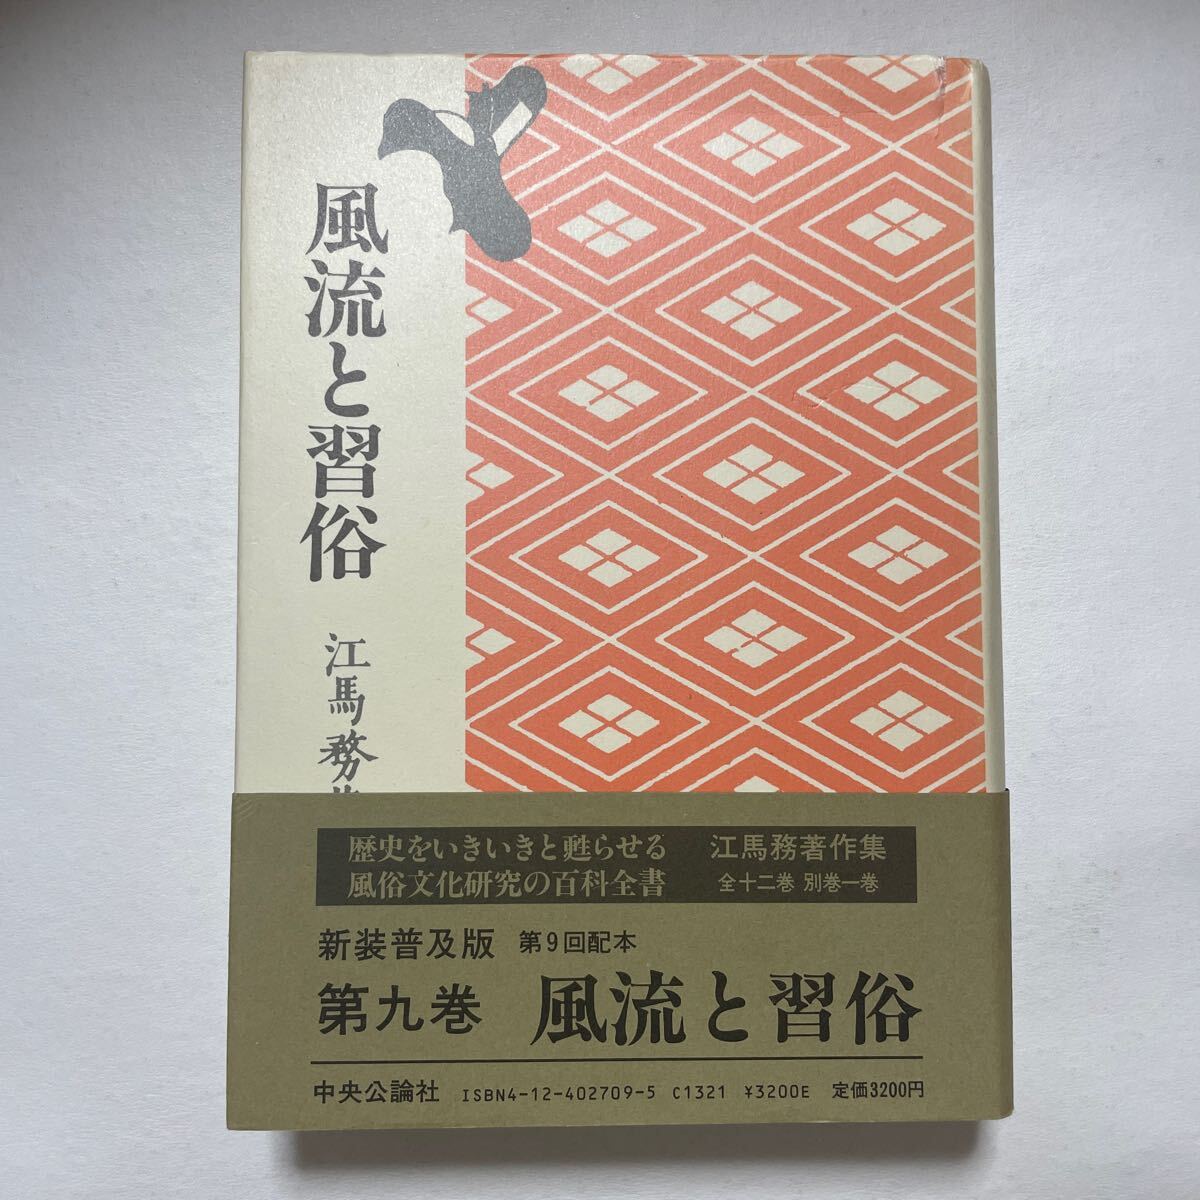 風流と習俗
江馬務
歴史をいきいきと甦らせる
風俗文化研究の百科全書
江馬務著作集
全十二巻 別巻一巻
新装普及版 第9回配本
第九巻 風流と習俗
中央公論社 ISBN4-12-402709-5 C1321 ¥3200E 定価3200円